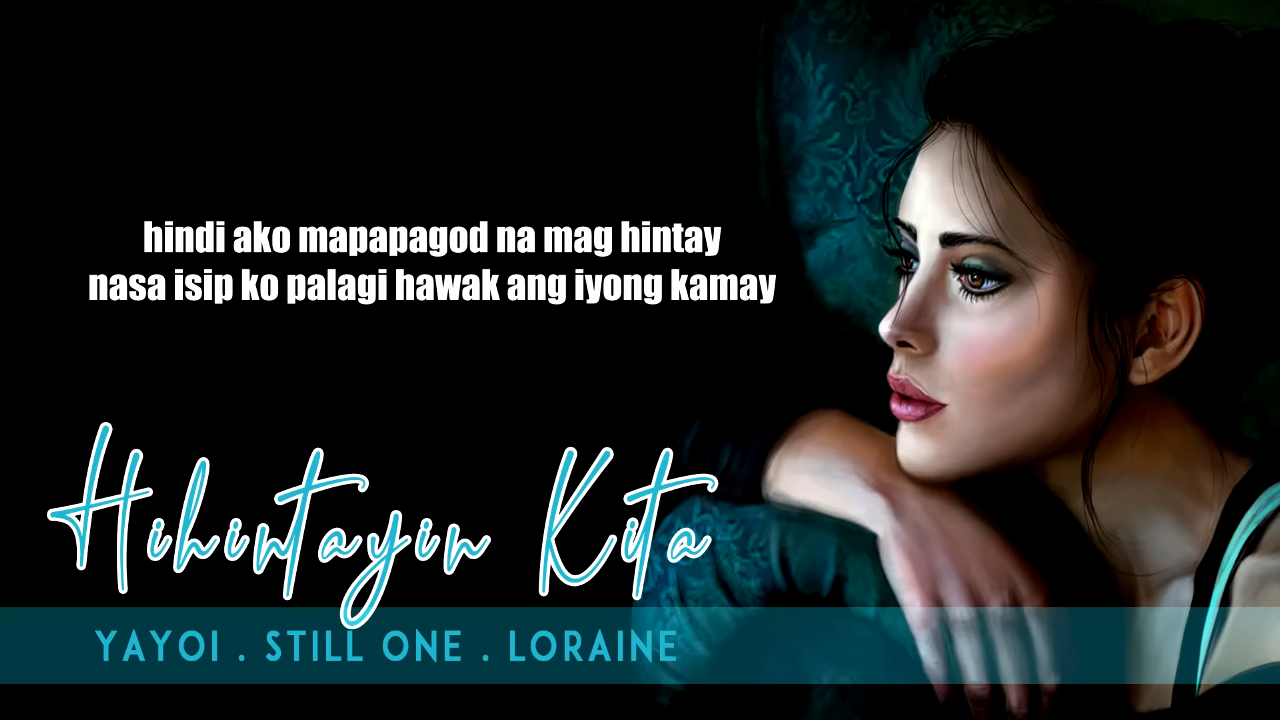 hindi ako mapapagod na mag hintay
nasa isip ko palagi hawak ang iyong kamay
Hihintayin Kita
YAYOI . STILL ONE . LORAINE